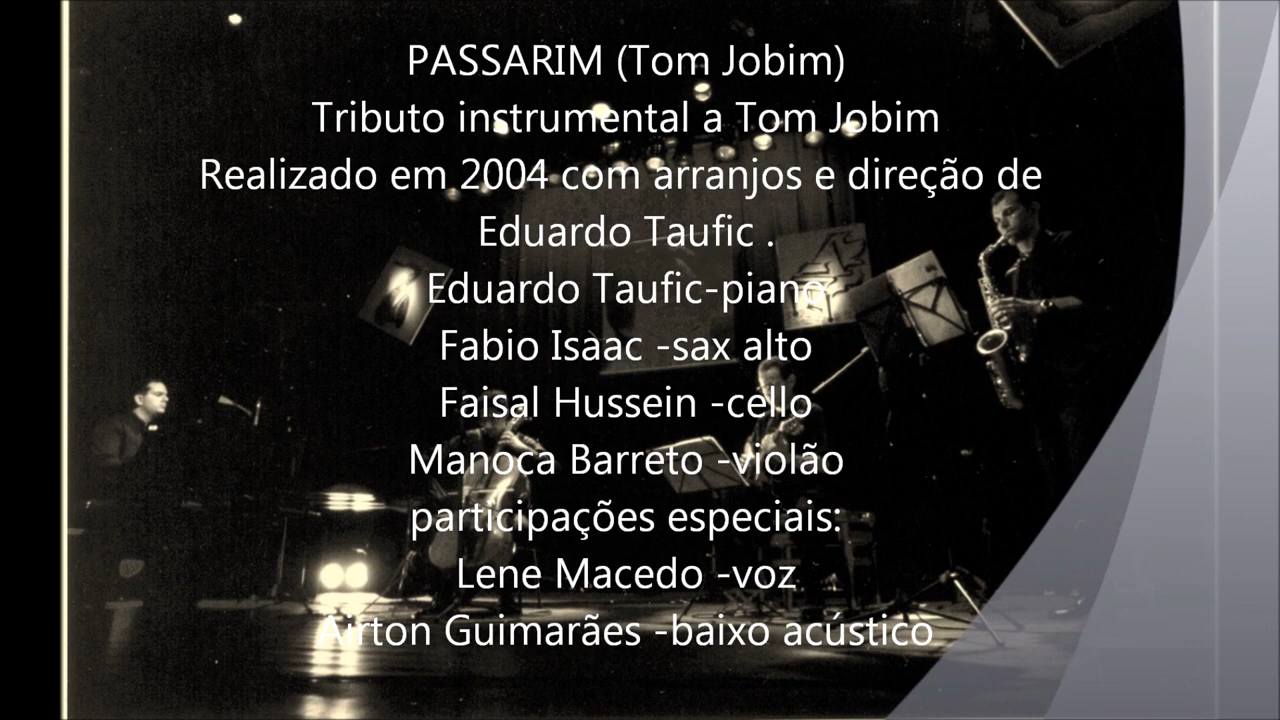 PASSARIM (Tom Jobim)
Tributo instrumental a Tom Jobim
Realizado em 2004 com arranjos e direção de
Eduardo Taufic .
Eduardo Taufic-piano
Fabio Isaac -sax alto
Faisal Hussein -cello
Manoca Barreto -violão
participações especiais:
Lene Macedo -voz
Airton Guimarães -baixo acústico